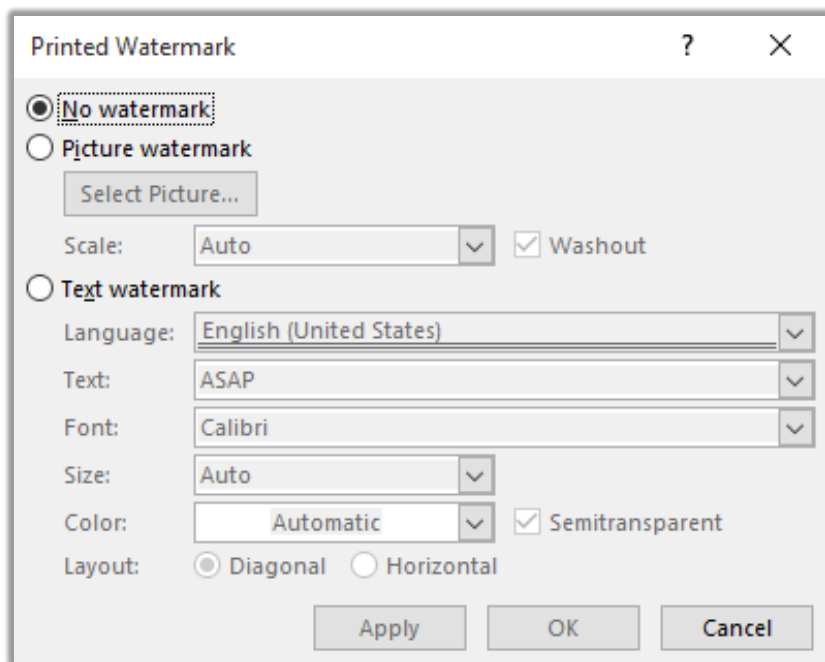 Printed Watermark ? ×
No watermark
Picture watermark
Select Picture...
Scale: Auto Washout
Text watermark
Language: English (United States)
Text: ASAP
Font: Calibri
Size: Auto
Color: Automatic Semitransparent
Layout: Diagonal Horizontal
Apply OK Cancel